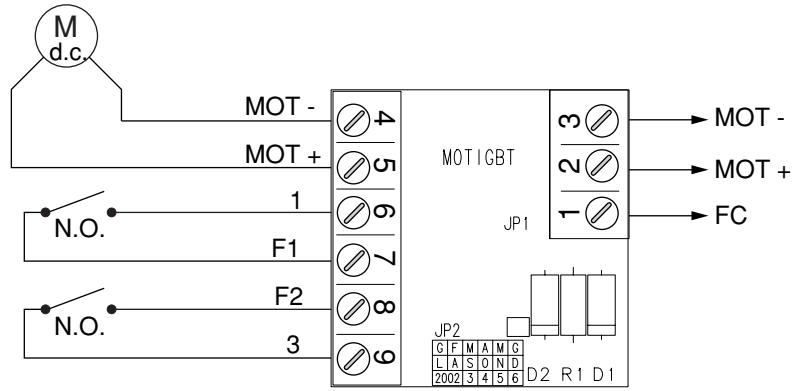 M
d.c.
MOT -
MOT +
1
N.O.
F1
F2
N.O.
3
4
5
6
7
8
9
MOTIGBT
JP1
3
2
1
MOT -
MOT +
FC
JP2
G F M A M G
L A S O N D
2002 3 4 5 6
D2 R1 D1